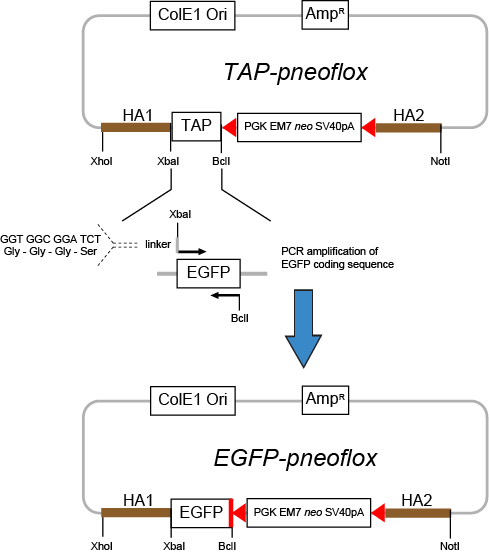 ColE1 Ori AmpR
TAP-pneoflox
HA1 TAP PGK EM7 neo SV40pA HA2
XhoI XbaI BclI NotI
XbaI
GGT GGC GGA TCT
Gly - Gly - Gly - Ser
linker
PCR amplification of
EGFP coding sequence
EGFP
BclI
ColE1 Ori AmpR
EGFP-pneoflox
HA1 EGFP PGK EM7 neo SV40pA HA2
XhoI XbaI BclI NotI